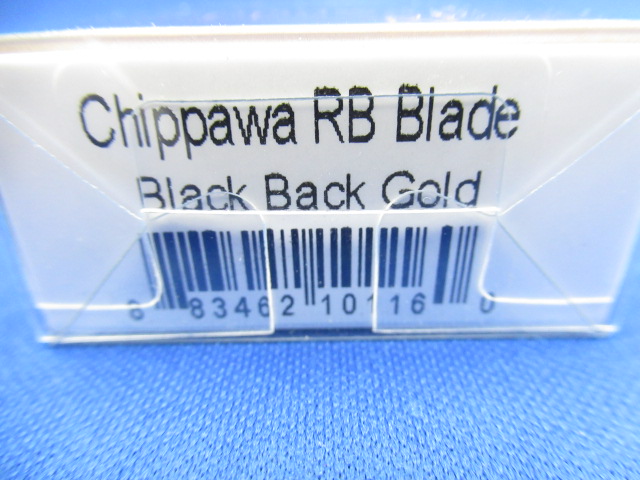 Chippawa RB Blade
Black Back Gold
8 83462 10116 0